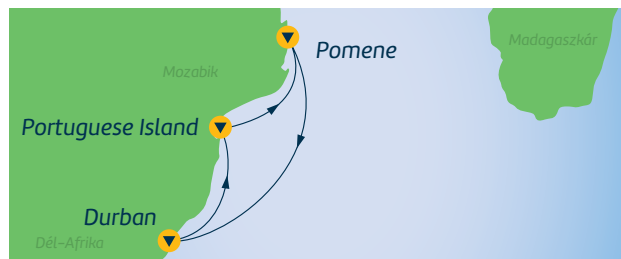 Pomene
Madagaszkár
Mozabik
Portuguese Island
Durban
Dél-Afrika